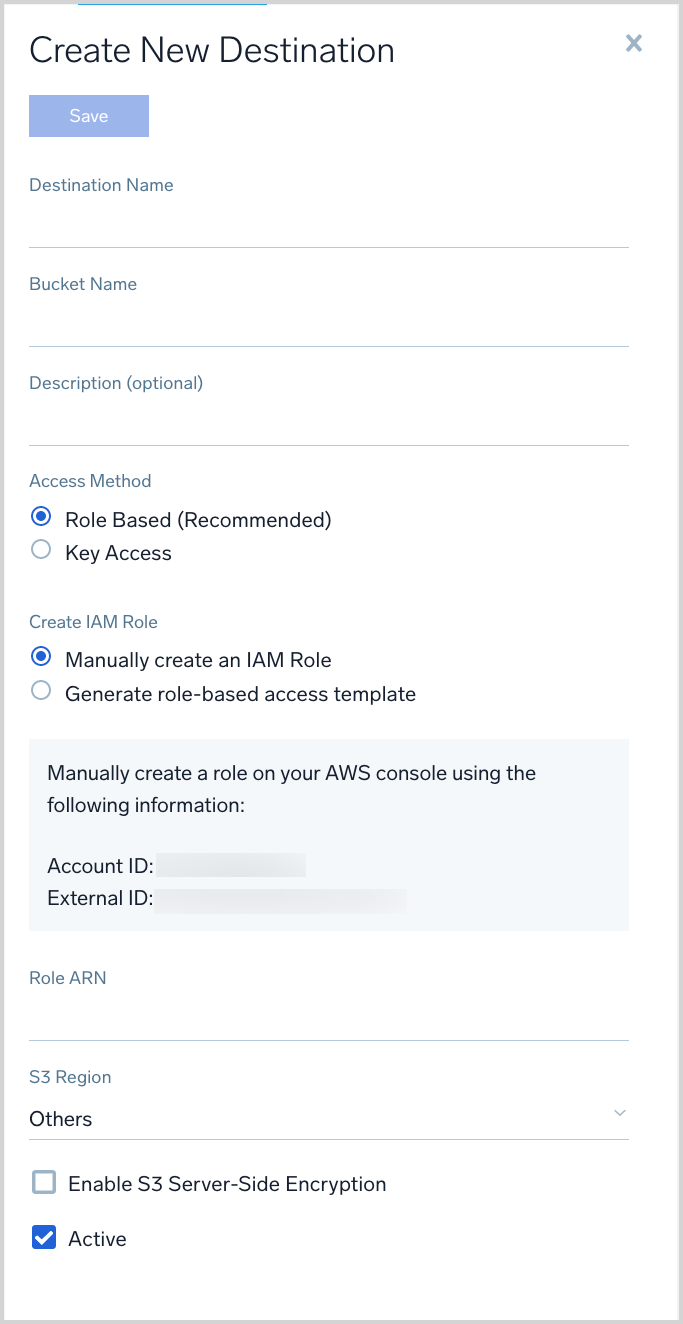 Create New Destination
Save
Destination Name
Bucket Name
Description (optional)
Access Method
Role Based (Recommended)
Key Access
Create IAM Role
Manually create an IAM Role
Generate role-based access template
Manually create a role on your AWS console using the
following information:
Account ID:
External ID:
Role ARN
S3 Region
Others
Enable S3 Server-Side Encryption
Active